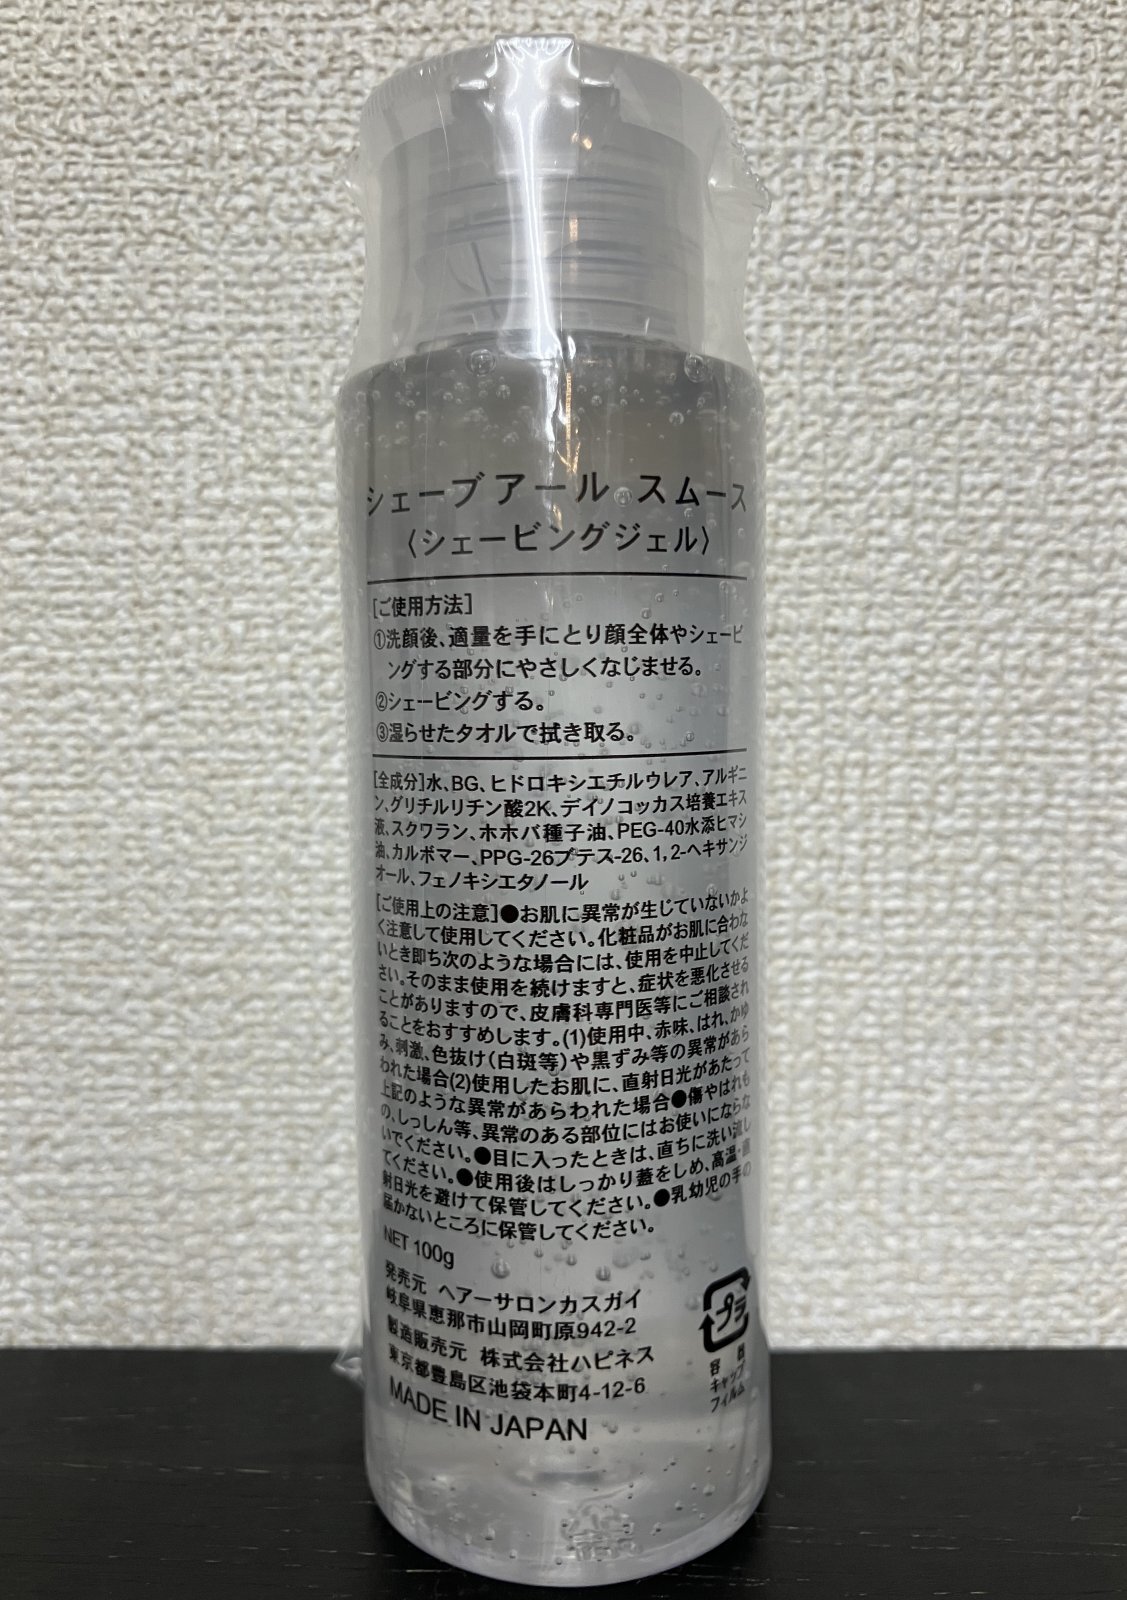 シェーブアール スムース
〈シェービングジェル〉
[ご使用方法]
①洗顔後、適量を手にとり顔全体やシェービ
ングする部分にやさしくなじませる。
②シェービングする。
③湿らせたタオルで拭き取る。
[全成分]水、BG、ヒドロキシエチルウレア、アルギニ
ン、グリチルリチン酸2K、デイノコッカス培養エキス
液、スクワラン、ホホバ種子油、PEG-40水添ヒマシ
油、カルボマー、PPG-26ブテス-26、1,2-ヘキサンジ
オール、フェノキシエタノール
[ご使用上の注意]●お肌に異常が生じていないかよ
く注意して使用してください。化粧品がお肌に合わな
いとき即ち次のような場合には、使用を中止してくだ
さい。そのまま使用を続けますと、症状を悪化させる
ことがありますので、皮膚科専門医等にご相談され
ることをおすすめします。(1)使用中、赤味、はれ、かゆ
み、刺激、色抜け(白斑等)や黒ずみ等の異常があら
われた場合(2)使用したお肌に、直射日光があたって
上記のような異常があらわれた場合●傷やはれも
の、しっしん等、異常のある部位にはお使いにならな
いでください。●目に入ったときは、直ちに洗い流し
てください。●使用後はしっかり蓋をしめ、高温・直
射日光を避けて保管してください。●乳幼児の手の
届かないところに保管してください。
NET 100g
発売元 ヘアーサロンカスガイ
岐阜県恵那市山岡町原942-2
製造販売元 株式会社ハピネス
東京都豊島区池袋本町4-12-6
MADE IN JAPAN
プラ
容器
キャップ
フィルム